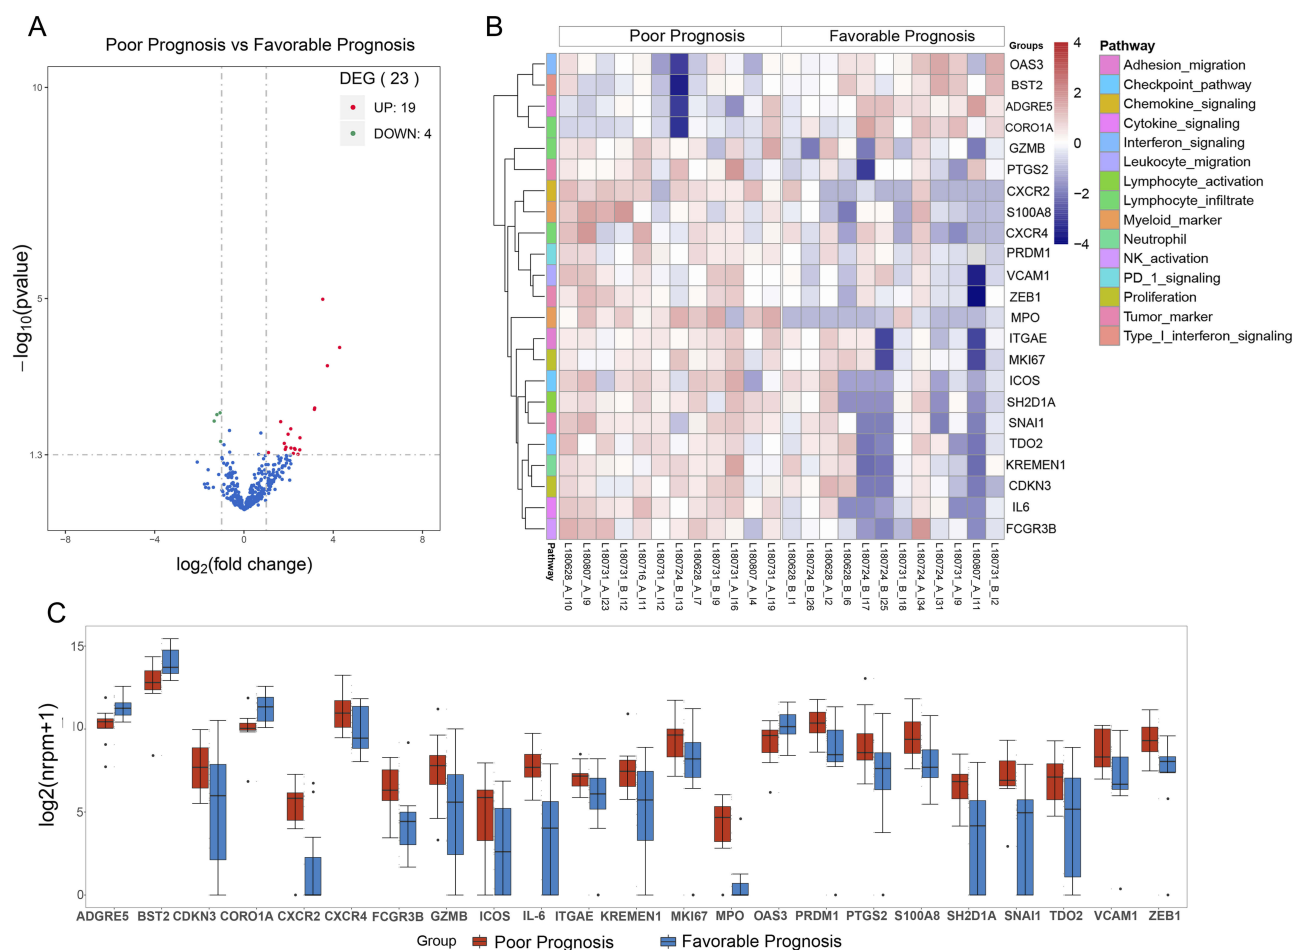 A
Poor Prognosis vs Favorable Prognosis
DEG ( 23 )
UP: 19
DOWN: 4
10
5
1.3
−log10(pvalue)
−8
−4
0
4
8
log2(fold change)
B
Poor Prognosis
Favorable Prognosis
Groups
OAS3
BST2
ADGRE5
CORO1A
GZMB
PTGS2
CXCR2
S100A8
CXCR4
PRDM1
VCAM1
ZEB1
MPO
ITGAE
MKI67
ICOS
SH2D1A
SNAI1
TDO2
KREMEN1
CDKN3
IL6
FCGR3B
4
2
0
−2
−4
Pathway
Adhesion_migration
Checkpoint_pathway
Chemokine_signaling
Cytokine_signaling
Interferon_signaling
Leukocyte_migration
Lymphocyte_activation
Lymphocyte_infiltrate
Myeloid_marker
Neutrophil
NK_activation
PD_1_signaling
Proliferation
Tumor_marker
Type_I_interferon_signaling
Pathway
L180628_A_I10
L180807_A_I9
L180731_A_I23
L180731_B_I12
L180716_A_I11
L180731_A_I12
L180724_B_I13
L180628_A_I7
L180731_B_I9
L180731_A_I16
L180807_A_I4
L180731_A_I19
L180628_B_I1
L180724_B_I26
L180628_A_I2
L180628_B_I6
L180724_B_I17
L180724_B_I25
L180731_B_I18
L180724_A_I34
L180724_A_I31
L180731_A_I9
L180807_A_I11
L180731_B_I2
C
log2(nrpm+1)
15
10
5
0
ADGRE5 BST2 CDKN3 CORO1A CXCR2 CXCR4 FCGR3B GZMB ICOS IL-6 ITGAE KREMEN1 MKI67 MPO OAS3 PRDM1 PTGS2 S100A8 SH2D1A SNAI1 TDO2 VCAM1 ZEB1
Group Poor Prognosis Favorable Prognosis